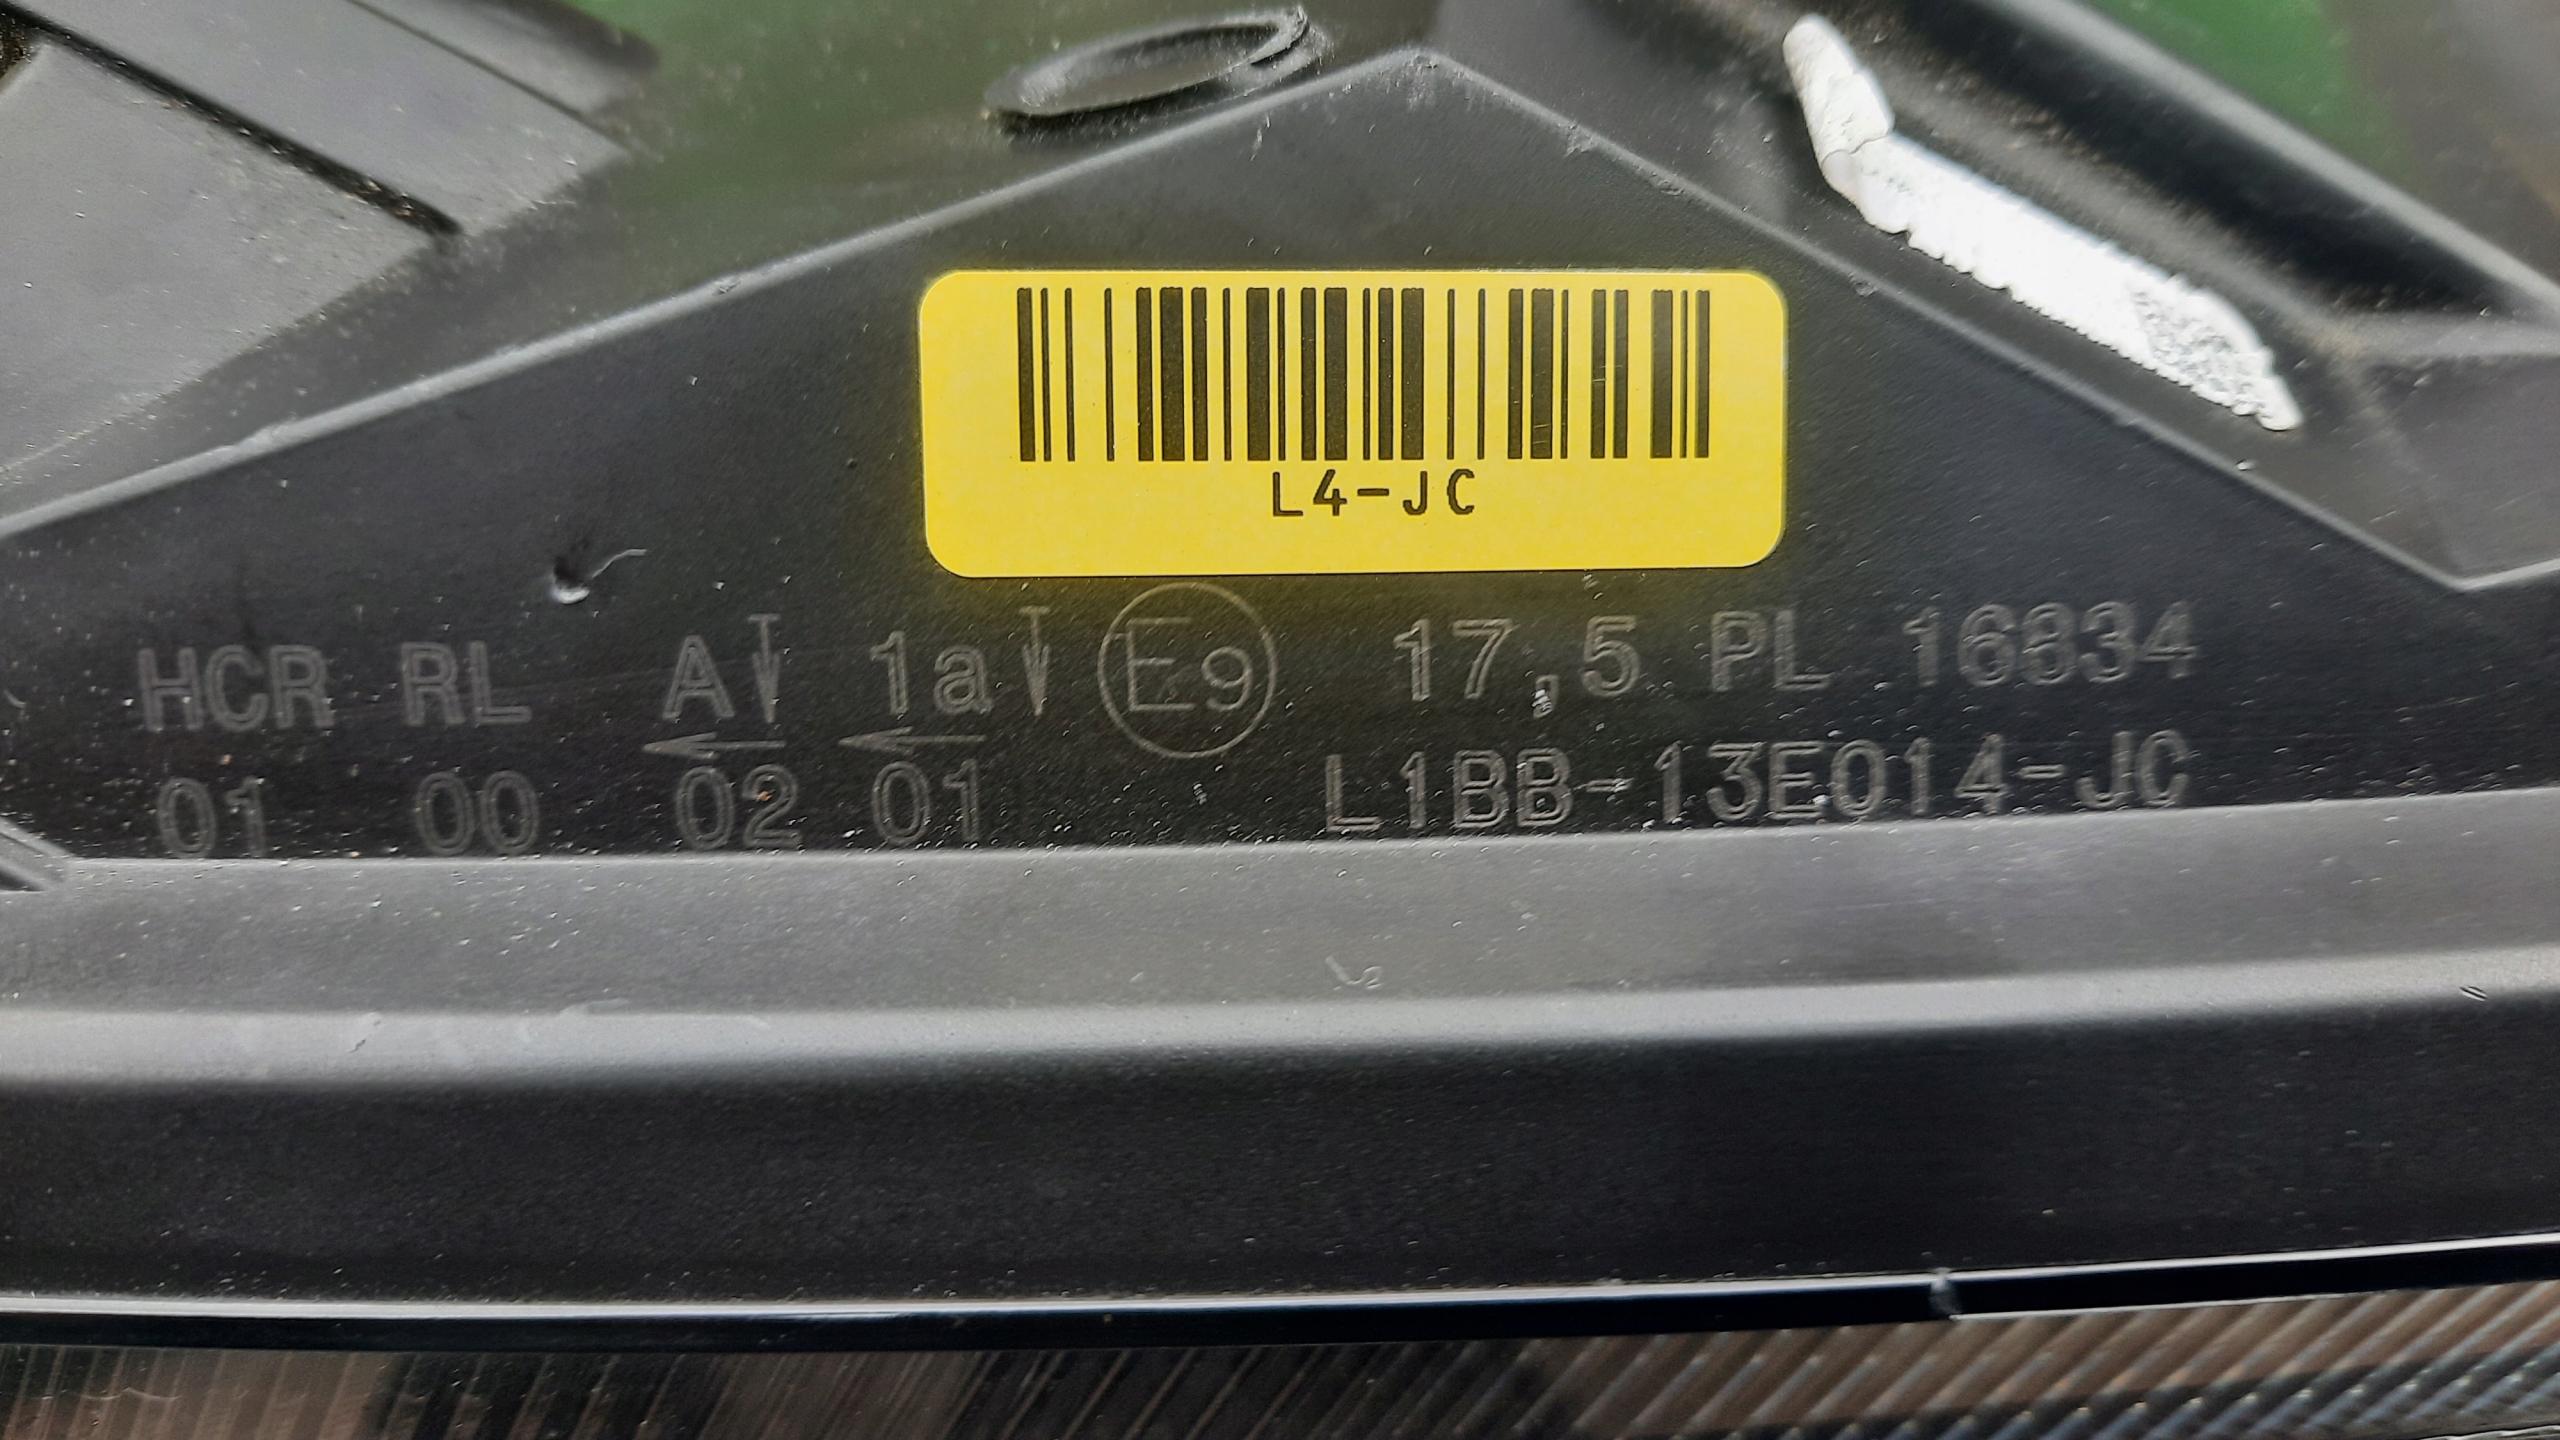 L4-JC
HCR RL A 1a E9 17,5 PL 16834
01 00 02 01 L1BB-13E014-JC